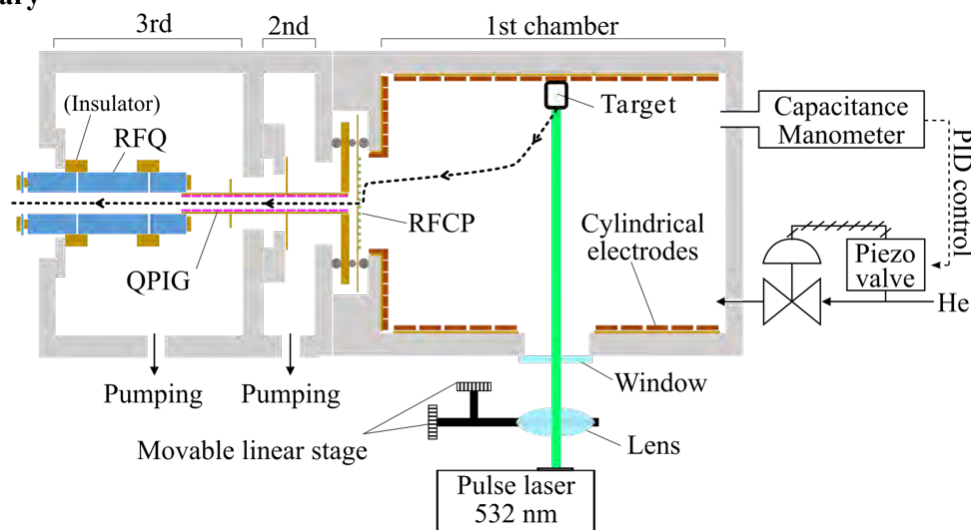 ary
3rd
2nd
1st chamber
(Insulator)
RFQ
Target
Capacitance
Manometer
PID control
RFCP
Cylindrical
electrodes
Piezo
valve
QPIG
He
Pumping
Pumping
Window
Movable linear stage
Lens
Pulse laser
532 nm